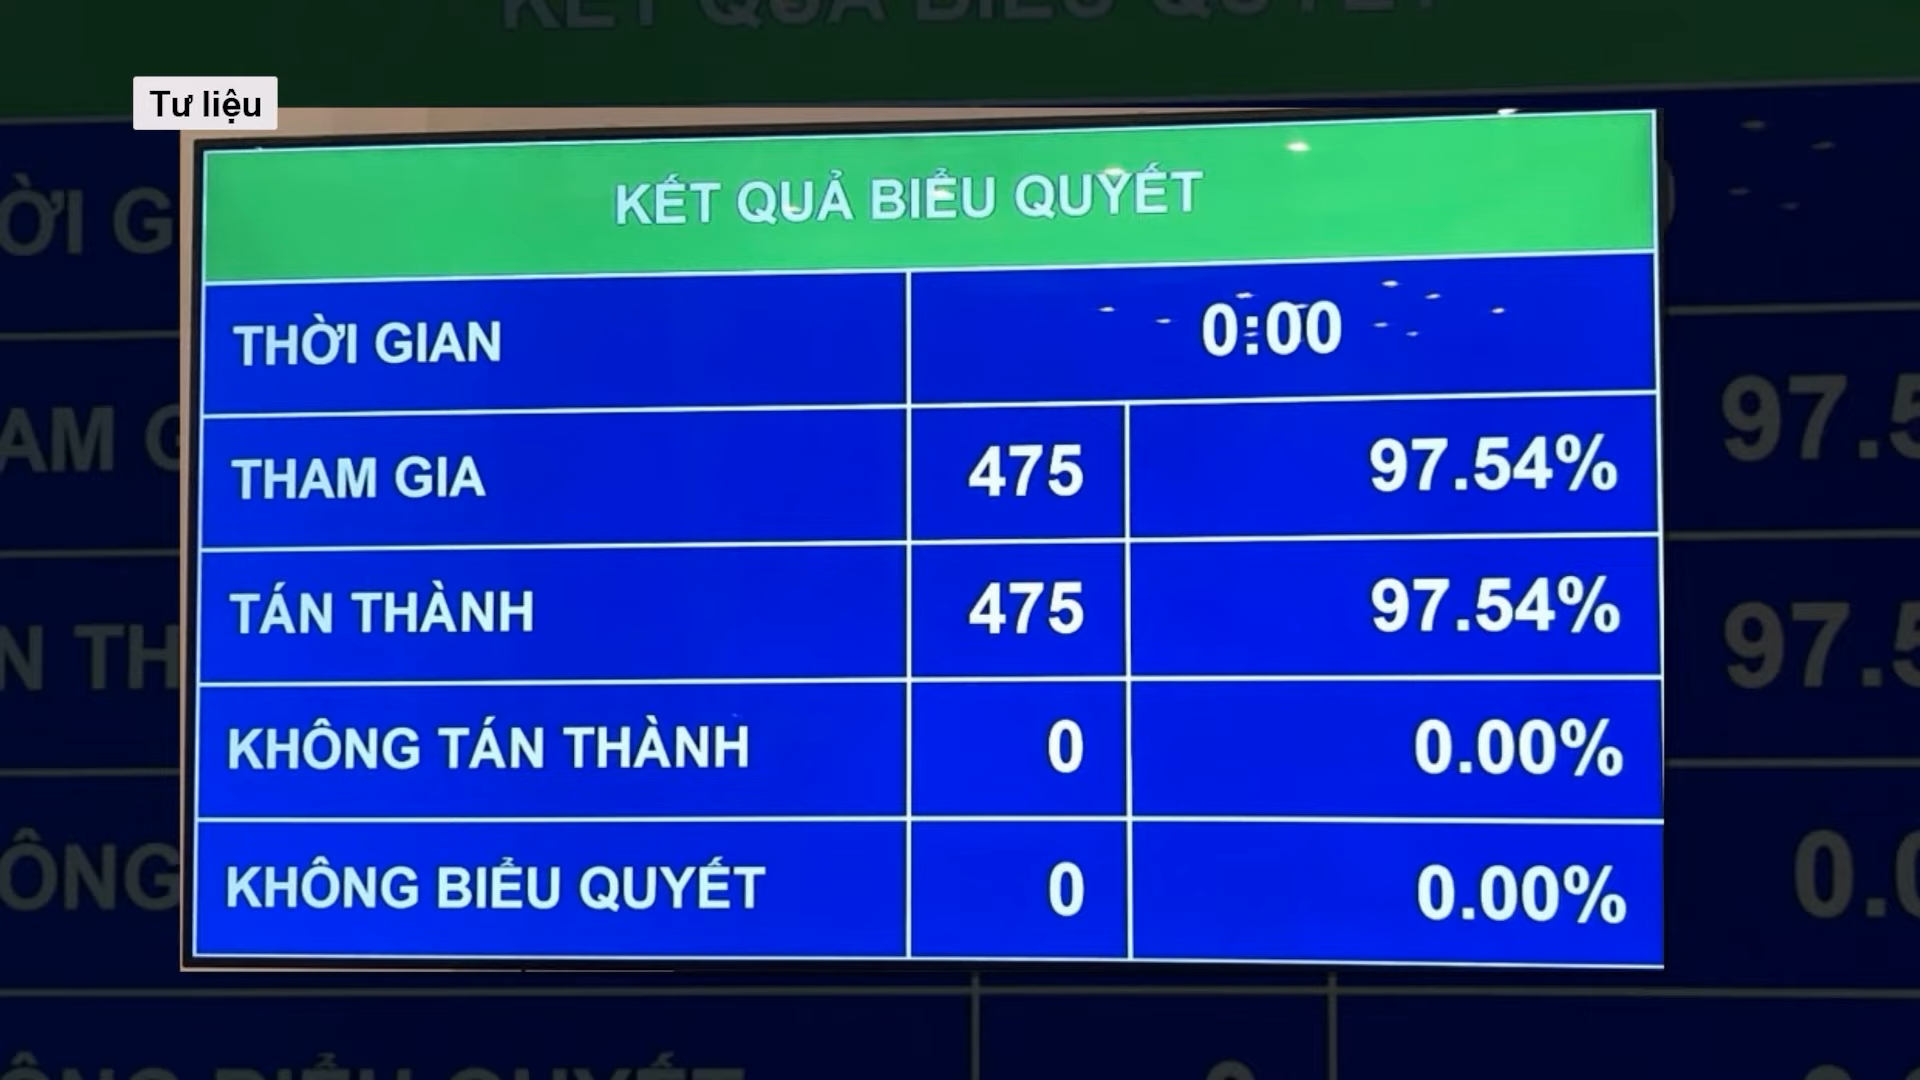 Tư liệu
KẾT QUẢ BIỂU QUYẾT
THỜI GIAN 0:00
THAM GIA 475 97.54%
TÁN THÀNH 475 97.54%
KHÔNG TÁN THÀNH 0 0.00%
KHÔNG BIỂU QUYẾT 0 0.00%